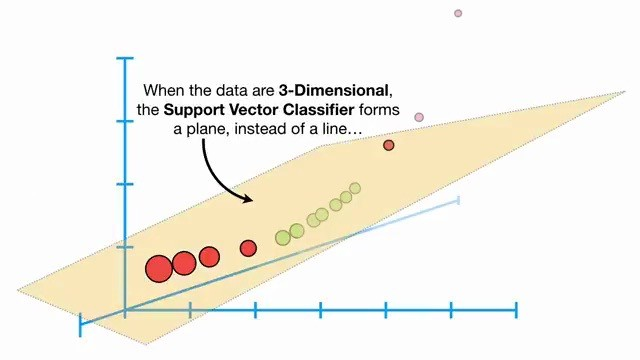 When the data are 3-Dimensional,
the Support Vector Classifier forms
a plane, instead of a line…